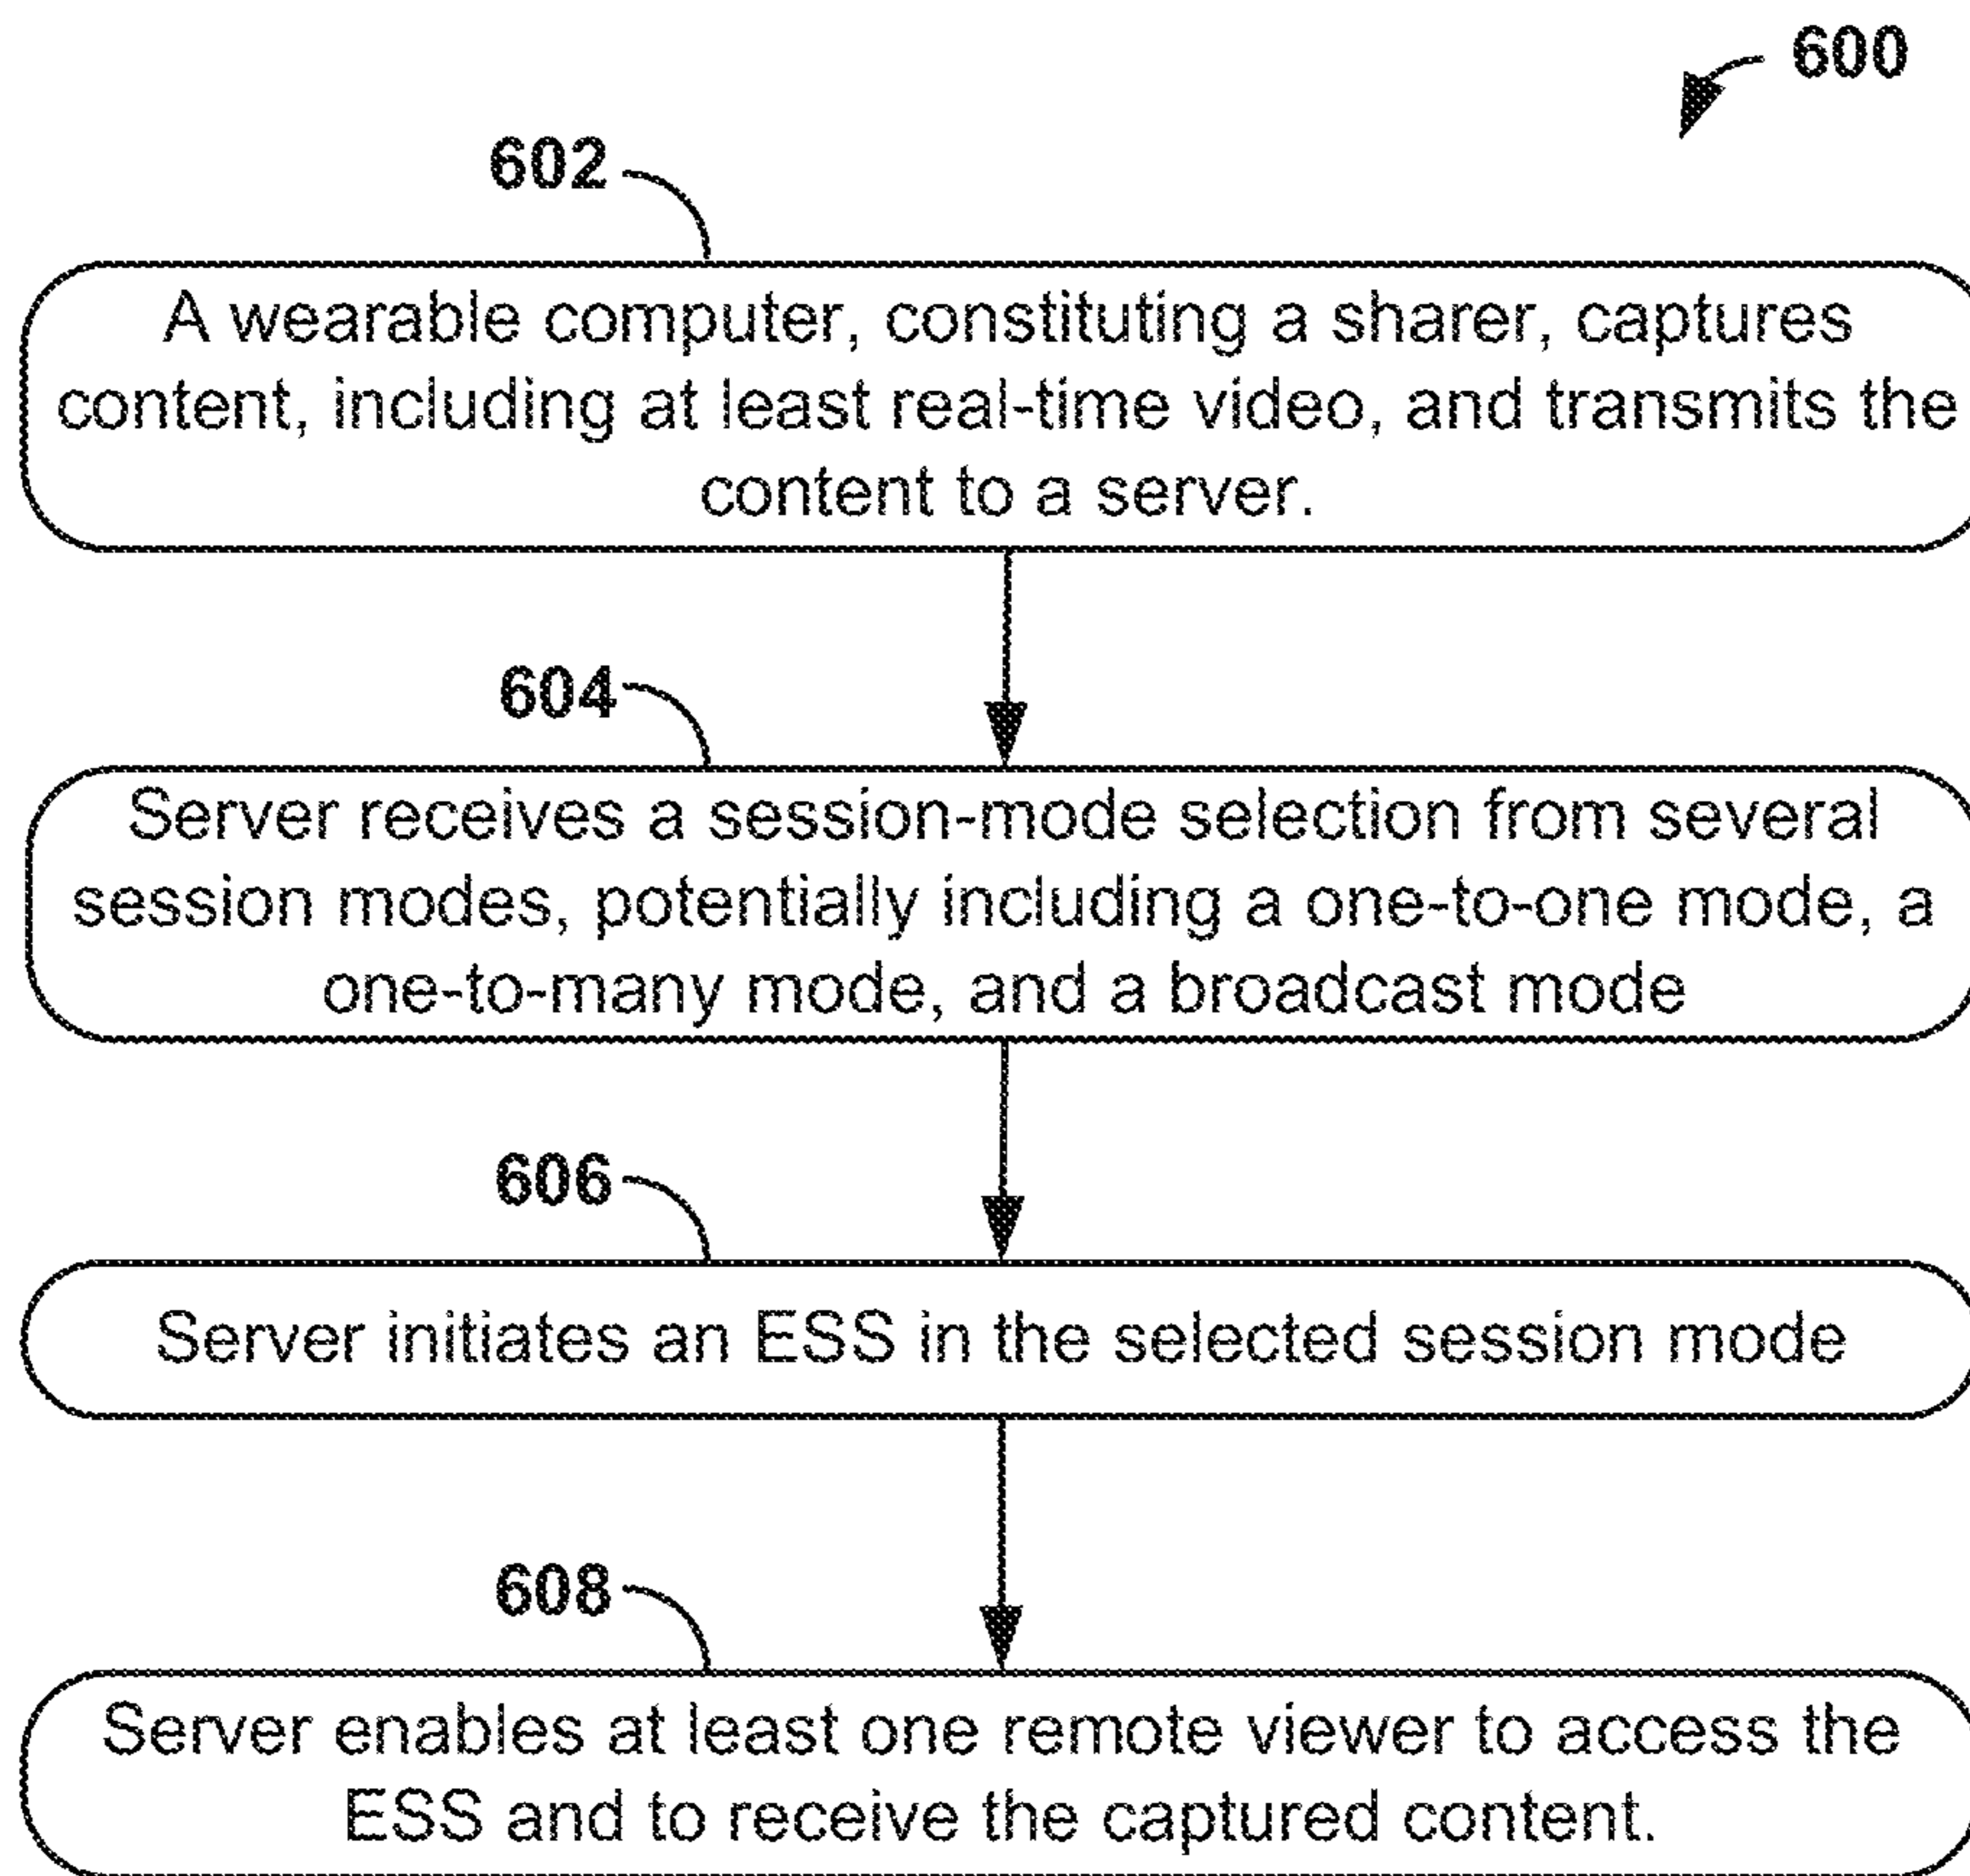 600
602
A wearable computer, constituting a sharer, captures
content, including at least real-time video, and transmits the
content to a server.
604
Server receives a session-mode selection from several
session modes, potentially including a one-to-one mode, a
one-to-many mode, and a broadcast mode
606
Server initiates an ESS in the selected session mode
608
Server enables at least one remote viewer to access the
ESS and to receive the captured content.